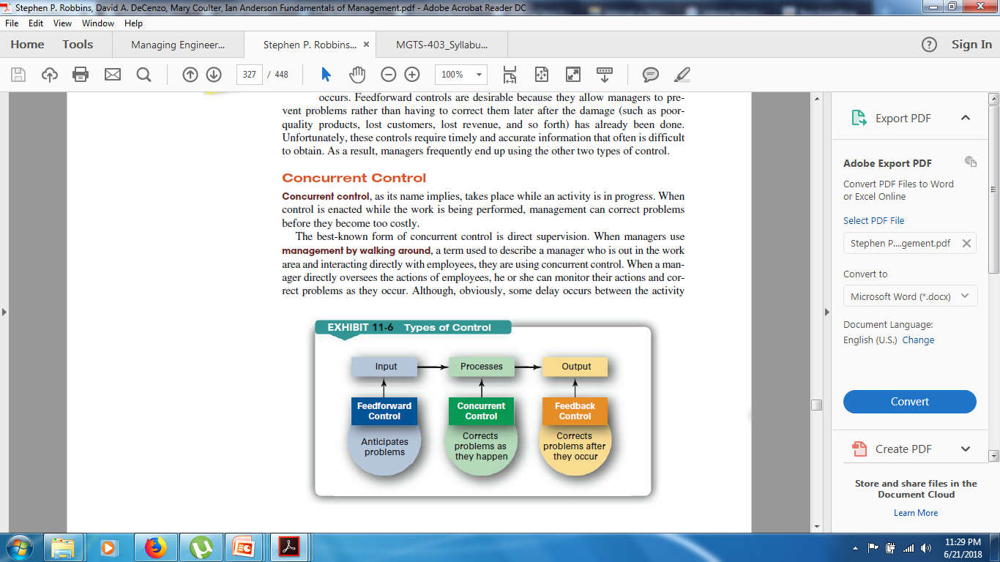 Stephen P. Robbins, David A. DeCenzo, Mary Coulter, Ian Anderson Fundamentals of Management.pdf - Adobe Acrobat Reader DC
File Edit View Window Help
Home Tools Managing Engineer... Stephen P. Robbins... × MGTS-403_Syllabu... Sign In
327 / 448 100%
occurs. Feedforward controls are desirable because they allow managers to pre-
vent problems rather than having to correct them later after the damage (such as poor-
quality products, lost customers, lost revenue, and so forth) has already been done.
Unfortunately, these controls require timely and accurate information that often is difficult
to obtain. As a result, managers frequently end up using the other two types of control.
Concurrent Control
Concurrent control, as its name implies, takes place while an activity is in progress. When
control is enacted while the work is being performed, management can correct problems
before they become too costly.
The best-known form of concurrent control is direct supervision. When managers use
management by walking around, a term used to describe a manager who is out in the work
area and interacting directly with employees, they are using concurrent control. When a man-
ager directly oversees the actions of employees, he or she can monitor their actions and cor-
rect problems as they occur. Although, obviously, some delay occurs between the activity
EXHIBIT 11-6 Types of Control
Input Processes Output
Feedforward
Control
Concurrent
Control
Feedback
Control
Anticipates
problems
Corrects
problems as
they happen
Corrects
problems after
they occur
Export PDF
Adobe Export PDF
Convert PDF Files to Word
or Excel Online
Select PDF File
Stephen P....gement.pdf
Convert to
Microsoft Word (*.docx)
Document Language:
English (U.S.) Change
Convert
Create PDF
Store and share files in the
Document Cloud
Learn More
11:29 PM
6/21/2018